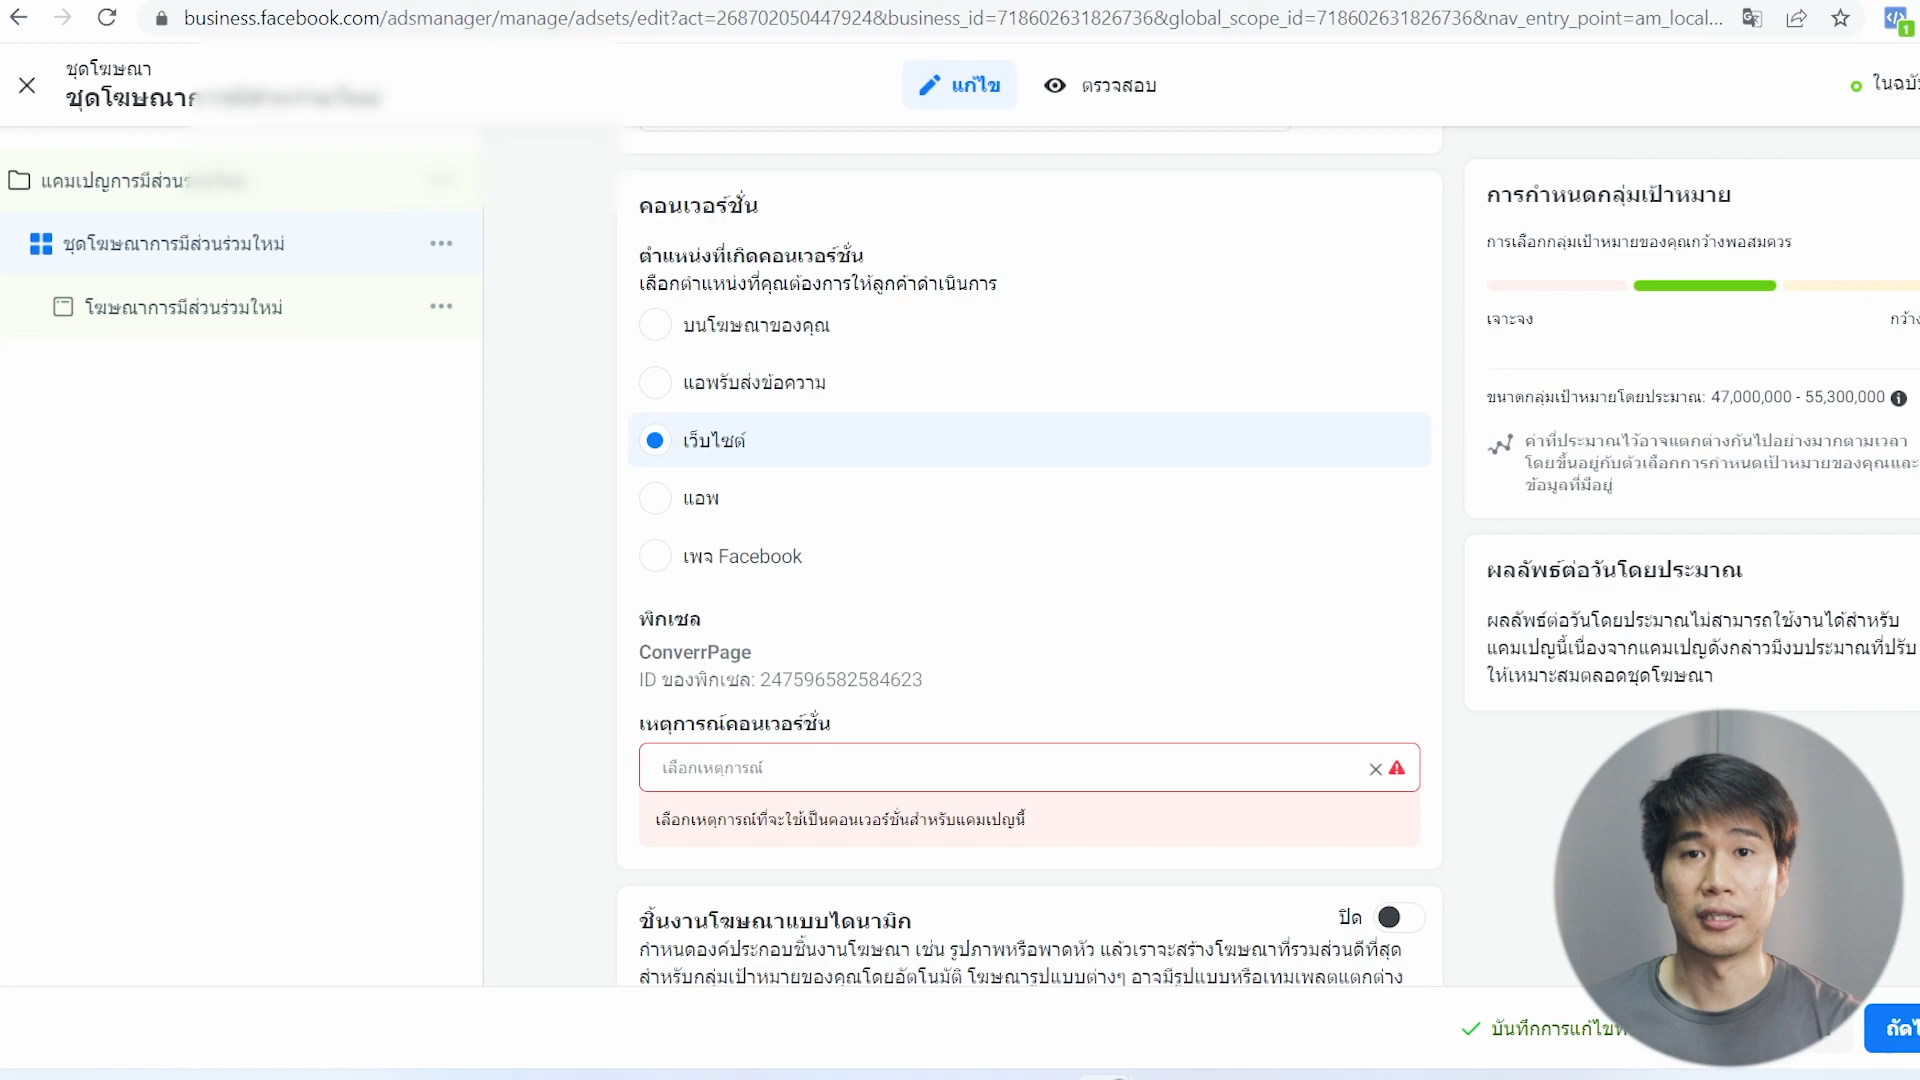 business.facebook.com/adsmanager/manage/adsets/edit?act=268702050447924&business_id=718602631826736&global_scope_id=718602631826736&nav_entry_point=am_local...
1
ชุดโฆษณา
ชุดโฆษณาก
แก้ไข
ตรวจสอบ
ในฉบับ
แคมเปญการมีส่วนร่
ชุดโฆษณาการมีส่วนร่วมใหม่
โฆษณาการมีส่วนร่วมใหม่
คอนเวอร์ชั่น
ตำแหน่งที่เกิดคอนเวอร์ชั่น
เลือกตำแหน่งที่คุณต้องการให้ลูกค้าดำเนินการ
บนโฆษณาของคุณ
แอพรับส่งข้อความ
เว็บไซต์
แอพ
เพจ Facebook
พิกเซล
ConverrPage
ID ของพิกเซล: 247596582584623
เหตุการณ์คอนเวอร์ชั่น
เลือกเหตุการณ์
เลือกเหตุการณ์ที่จะใช้เป็นคอนเวอร์ชั่นสำหรับแคมเปญนี้
ชิ้นงานโฆษณาแบบไดนามิก
ปิด
กำหนดองค์ประกอบชิ้นงานโฆษณา เช่น รูปภาพหรือพาดหัว แล้วเราจะสร้างโฆษณาที่รวมส่วนดีที่สุด
สำหรับกลุ่มเป้าหมายของคุณโดยอัตโนมัติ โฆษณารูปแบบต่างๆ อาจมีรูปแบบหรือเทมเพลตแตกต่าง
การกำหนดกลุ่มเป้าหมาย
การเลือกกลุ่มเป้าหมายของคุณกว้างพอสมควร
เจาะจง
กว้าง
ขนาดกลุ่มเป้าหมายโดยประมาณ: 47,000,000 - 55,300,000
ค่าที่ประมาณไว้อาจแตกต่างกันไปอย่างมากตามเวลา
โดยขึ้นอยู่กับตัวเลือกการกำหนดเป้าหมายของคุณและ
ข้อมูลที่มีอยู่
ผลลัพธ์ต่อวันโดยประมาณ
ผลลัพธ์ต่อวันโดยประมาณไม่สามารถใช้งานได้สำหรับ
แคมเปญนี้เนื่องจากแคมเปญดังกล่าวมีงบประมาณที่ปรับ
ให้เหมาะสมตลอดชุดโฆษณา
บันทึกการแก้ไขท
ถัดไ